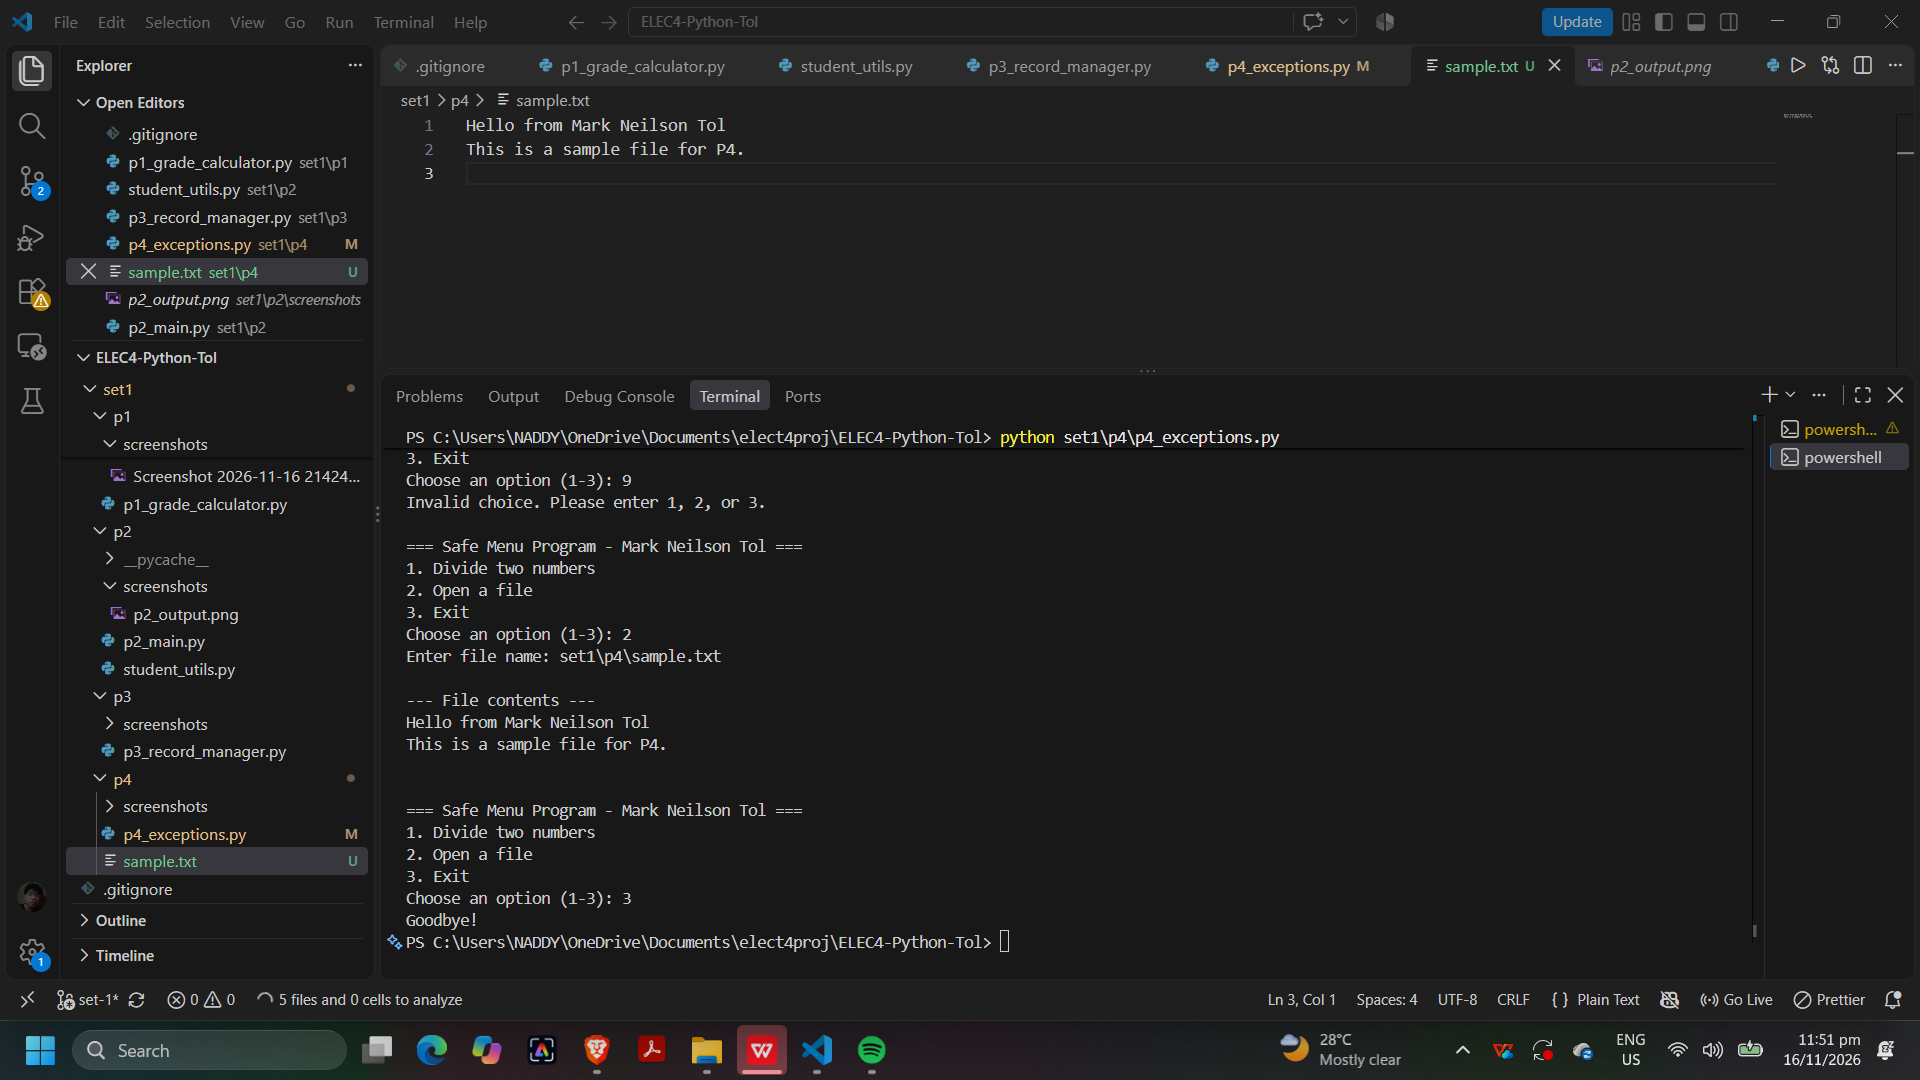 File Edit Selection View Go Run Terminal Help
ELEC4-Python-Tol
Update
Explorer
Open Editors
.gitignore
p1_grade_calculator.py set1\p1
student_utils.py set1\p2
p3_record_manager.py set1\p3
p4_exceptions.py set1\p4 M
sample.txt set1\p4 U
p2_output.png set1\p2\screenshots
p2_main.py set1\p2
ELEC4-Python-Tol
set1
p1
screenshots
Screenshot 2026-11-16 21424...
p1_grade_calculator.py
p2
__pycache__
screenshots
p2_output.png
p2_main.py
student_utils.py
p3
screenshots
p3_record_manager.py
p4
screenshots
p4_exceptions.py M
sample.txt U
.gitignore
Outline
Timeline
2
1
.gitignore p1_grade_calculator.py student_utils.py p3_record_manager.py p4_exceptions.py M sample.txt U p2_output.png
set1 > p4 > sample.txt
1 Hello from Mark Neilson Tol
2 This is a sample file for P4.
3
Problems Output Debug Console Terminal Ports
PS C:\Users\NADDY\OneDrive\Documents\elect4proj\ELEC4-Python-Tol> python set1\p4\p4_exceptions.py
3. Exit
Choose an option (1-3): 9
Invalid choice. Please enter 1, 2, or 3.
=== Safe Menu Program - Mark Neilson Tol ===
1. Divide two numbers
2. Open a file
3. Exit
Choose an option (1-3): 2
Enter file name: set1\p4\sample.txt
--- File contents ---
Hello from Mark Neilson Tol
This is a sample file for P4.
=== Safe Menu Program - Mark Neilson Tol ===
1. Divide two numbers
2. Open a file
3. Exit
Choose an option (1-3): 3
Goodbye!
PS C:\Users\NADDY\OneDrive\Documents\elect4proj\ELEC4-Python-Tol>
powersh...
powershell
set-1* 0 0 5 files and 0 cells to analyze
Ln 3, Col 1 Spaces: 4 UTF-8 CRLF { } Plain Text Go Live Prettier
Search
28°C
Mostly clear
ENG
US
11:51 pm
16/11/2026